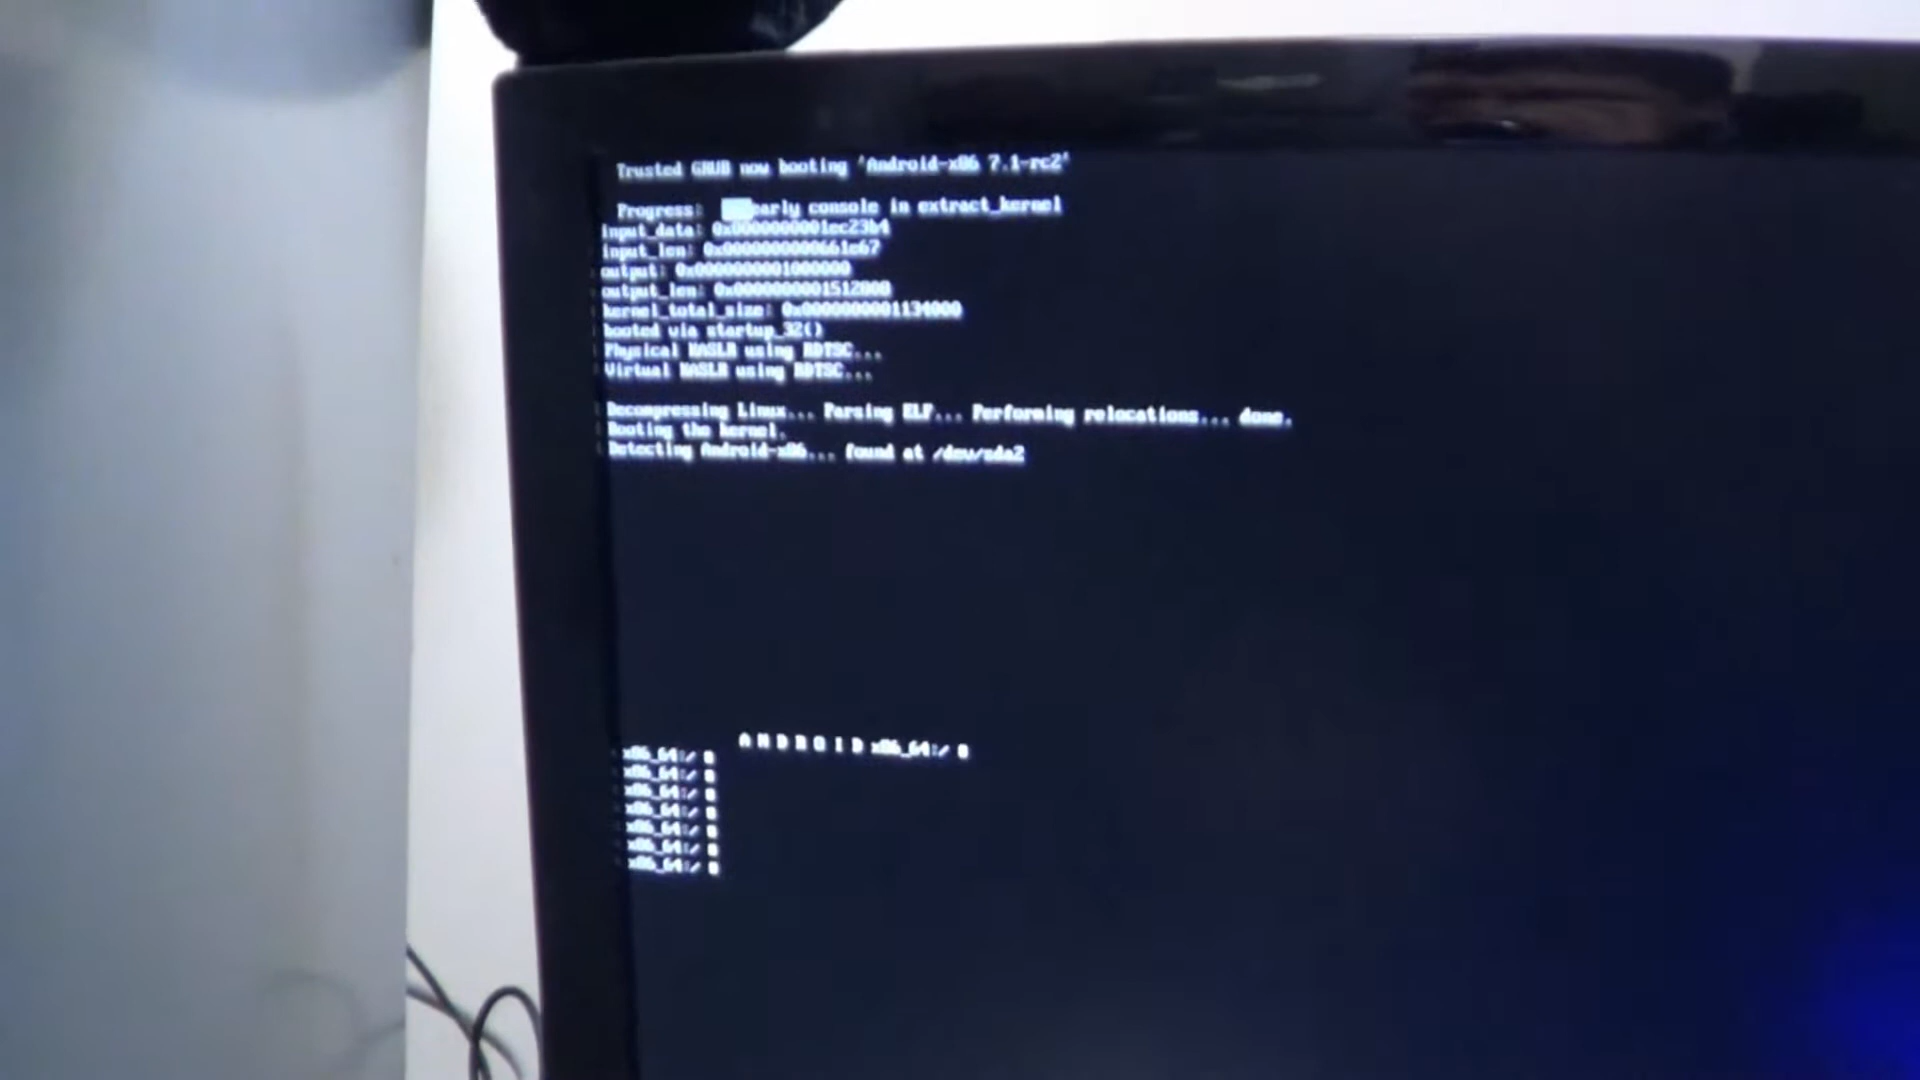 Trusted GRUB now booting 'Android-x86 7.1-rc2'
Progress: early console in extract_kernel
input_data: 0x0000000001ec23b4
input_len: 0x0000000000661e67
output: 0x0000000001000000
output_len: 0x0000000001512808
kernel_total_size: 0x0000000001134000
booted via startup_32()
Physical KASLR using RDTSC...
Virtual KASLR using RDTSC...
Decompressing Linux... Parsing ELF... Performing relocations... done.
Booting the kernel.
Detecting Android-x86... found at /dev/sda2
A N D R O I D x86_64:/ #
x86_64:/ #
x86_64:/ #
x86_64:/ #
x86_64:/ #
x86_64:/ #
x86_64:/ #
x86_64:/ #